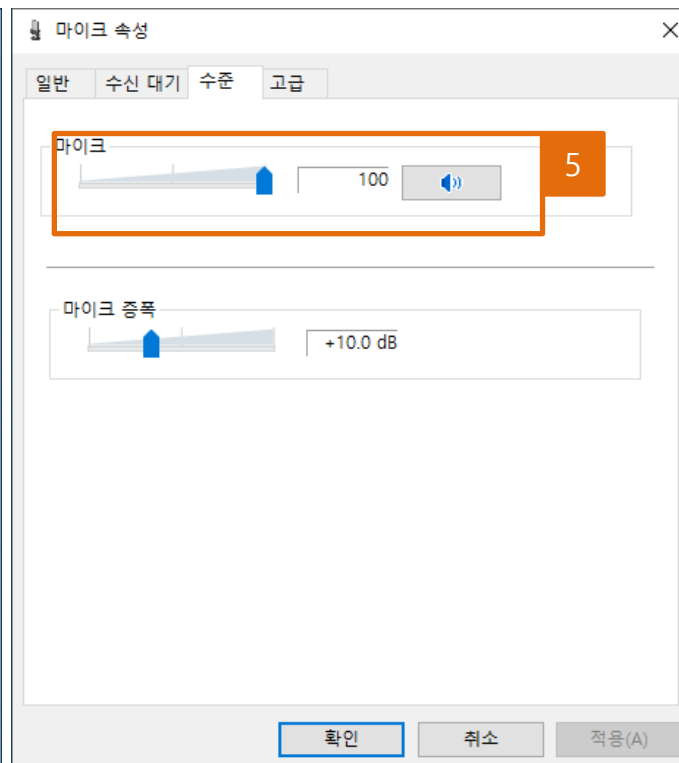 마이크 속성
일반 수신 대기 수준 고급
마이크
100
5
마이크 증폭
+10.0 dB
확인 취소 적용(A)